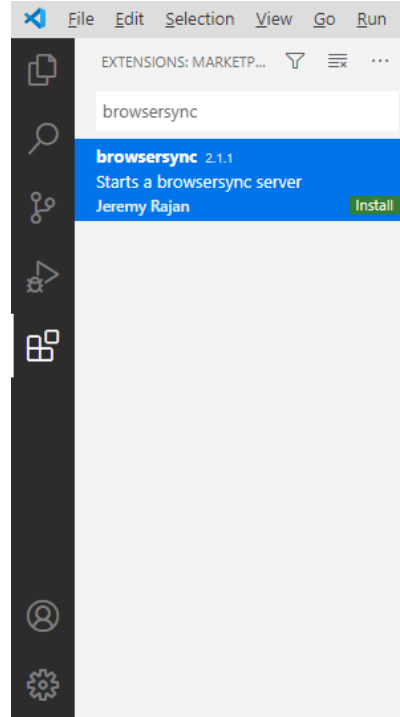 File Edit Selection View Go Run
EXTENSIONS: MARKETP...
browsersync
browsersync 2.1.1
Starts a browsersync server
Jeremy Rajan Install